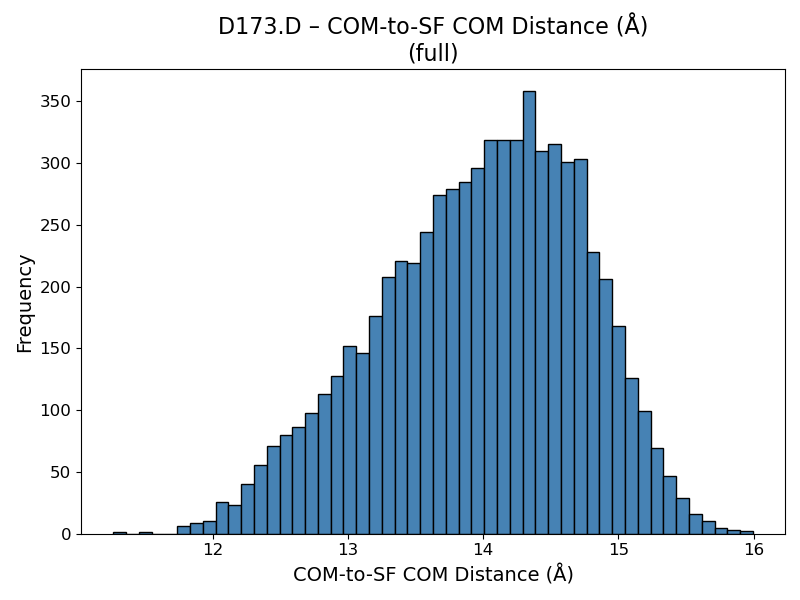 D173.D – COM-to-SF COM Distance (Å)
(full)
350
300
250
200
150
100
50
0
Frequency
12 13 14 15 16
COM-to-SF COM Distance (Å)